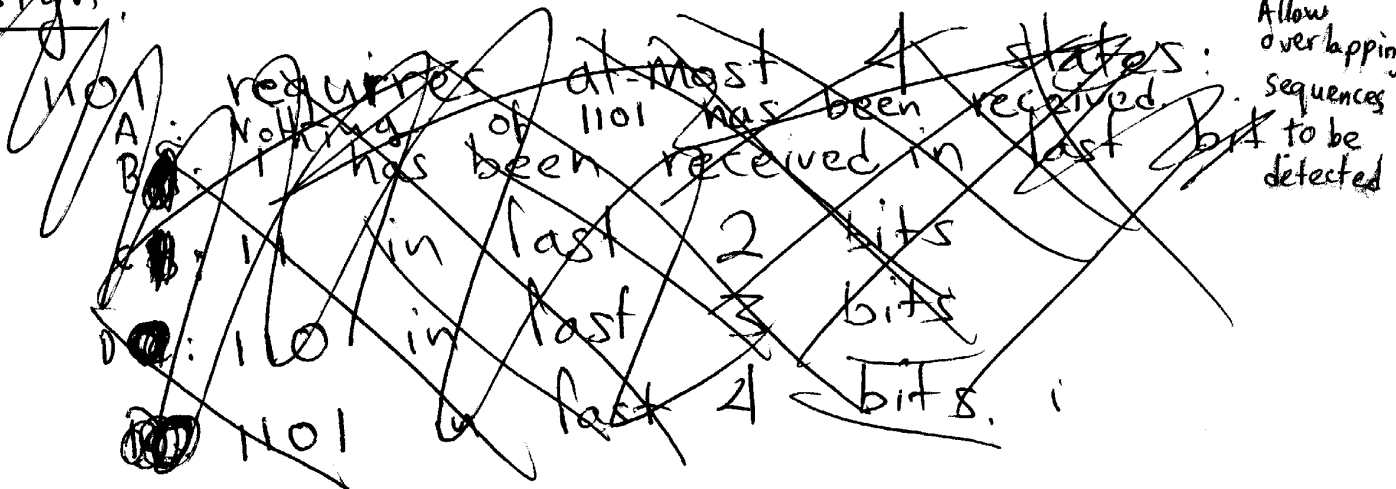 1101 requires at most 4 states:
A: Nothing of 1101 has been received.
B: 1 has been received in last bit
C: 11 in last 2 bits
D: 110 in last 3 bits
1101 in last 4 bits.
Allow
overlapping
sequences
to be
detected